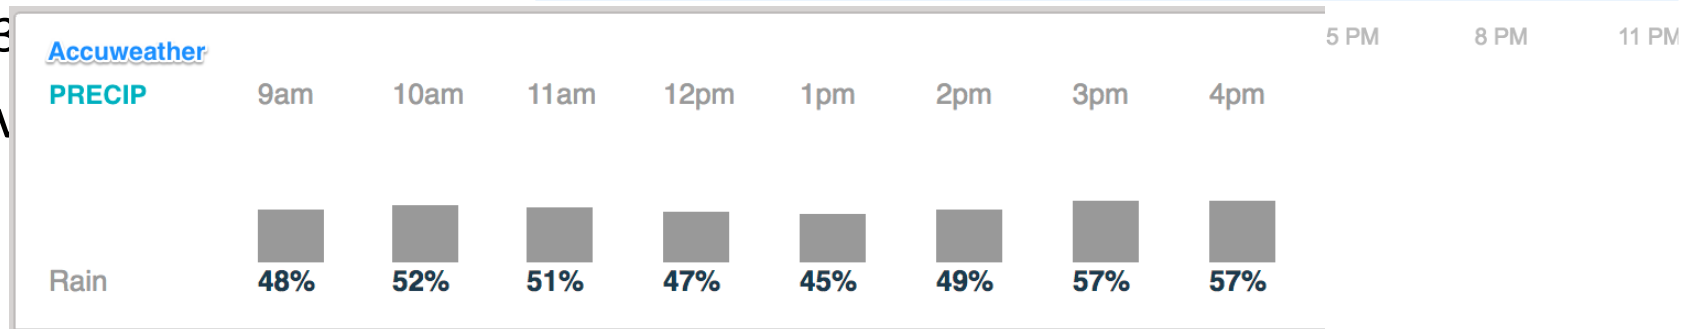 Accuweather
5 PM 8 PM 11 PM
PRECIP 9am 10am 11am 12pm 1pm 2pm 3pm 4pm
Rain 48% 52% 51% 47% 45% 49% 57% 57%